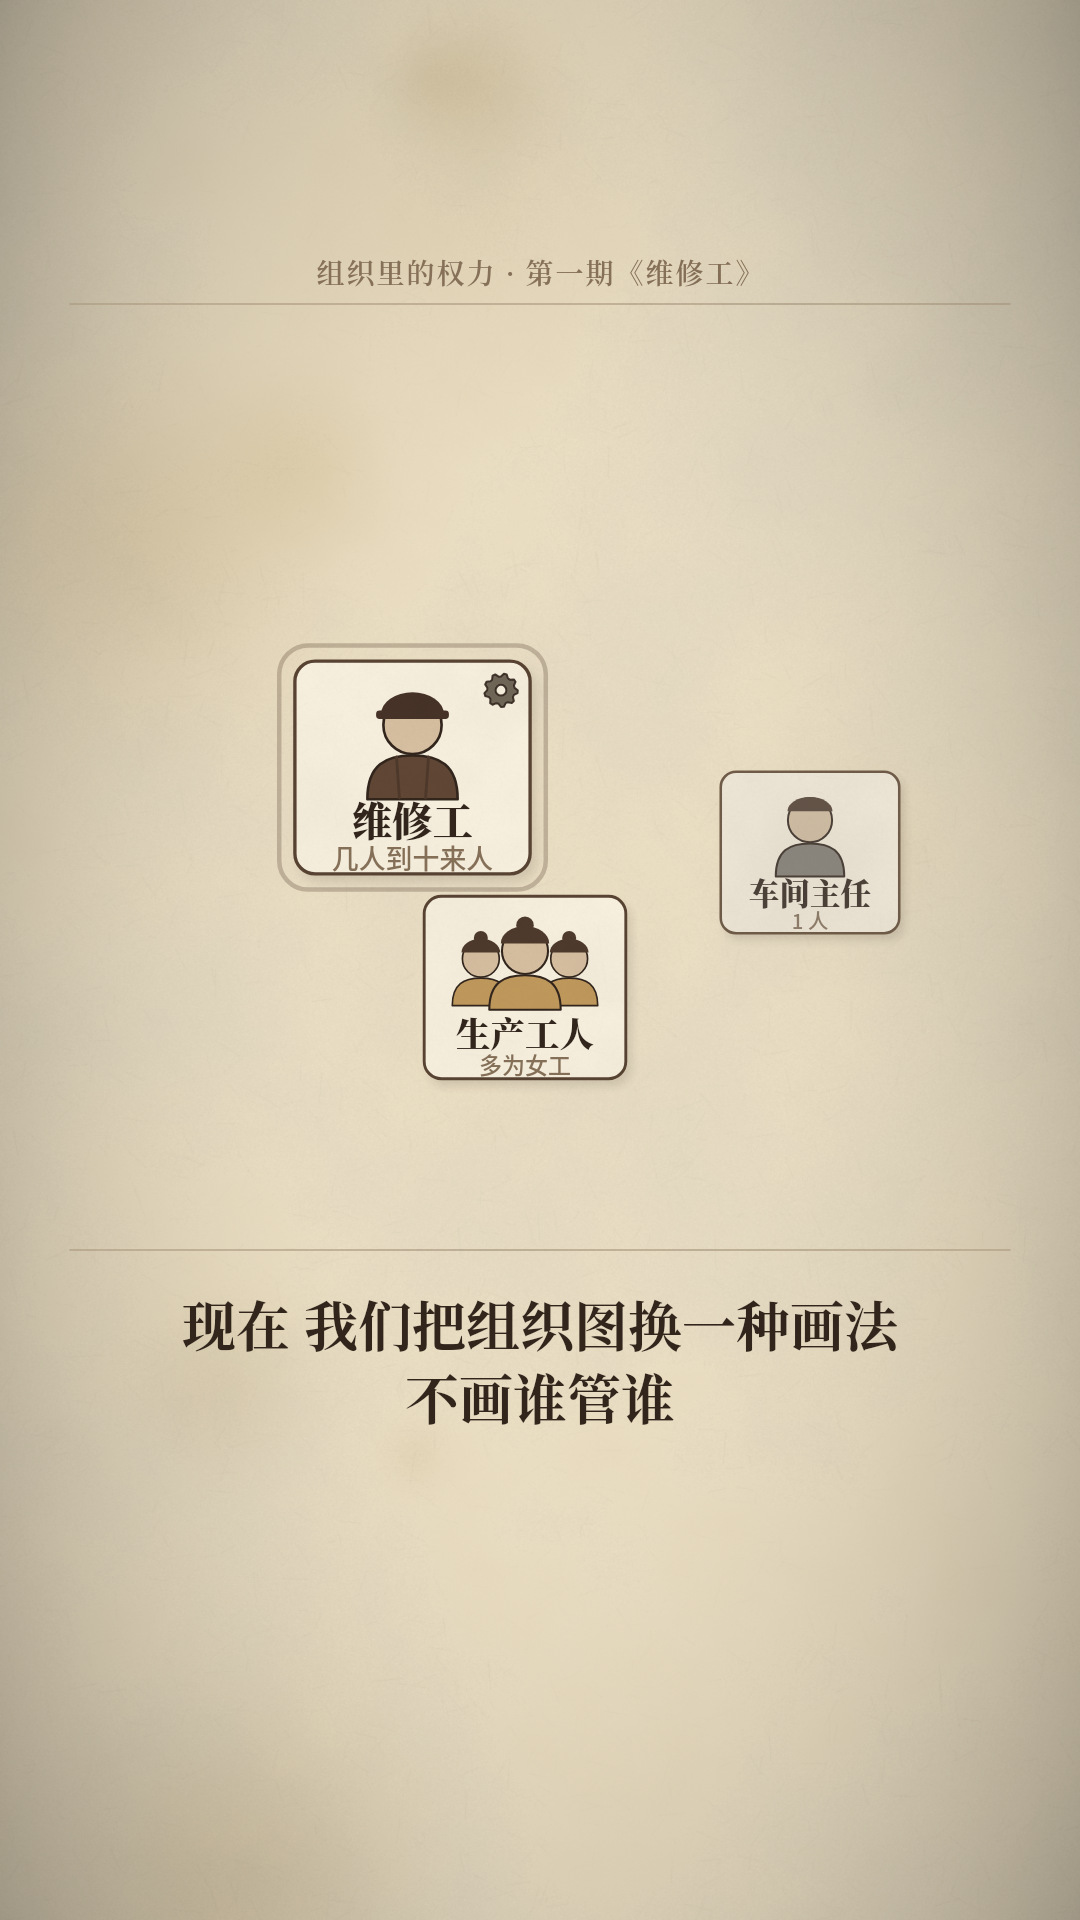 组织里的权力 · 第一期《维修工》
维修工
几人到十来人
车间主任
1 人
生产工人
多为女工
现在 我们把组织图换一种画法
不画谁管谁